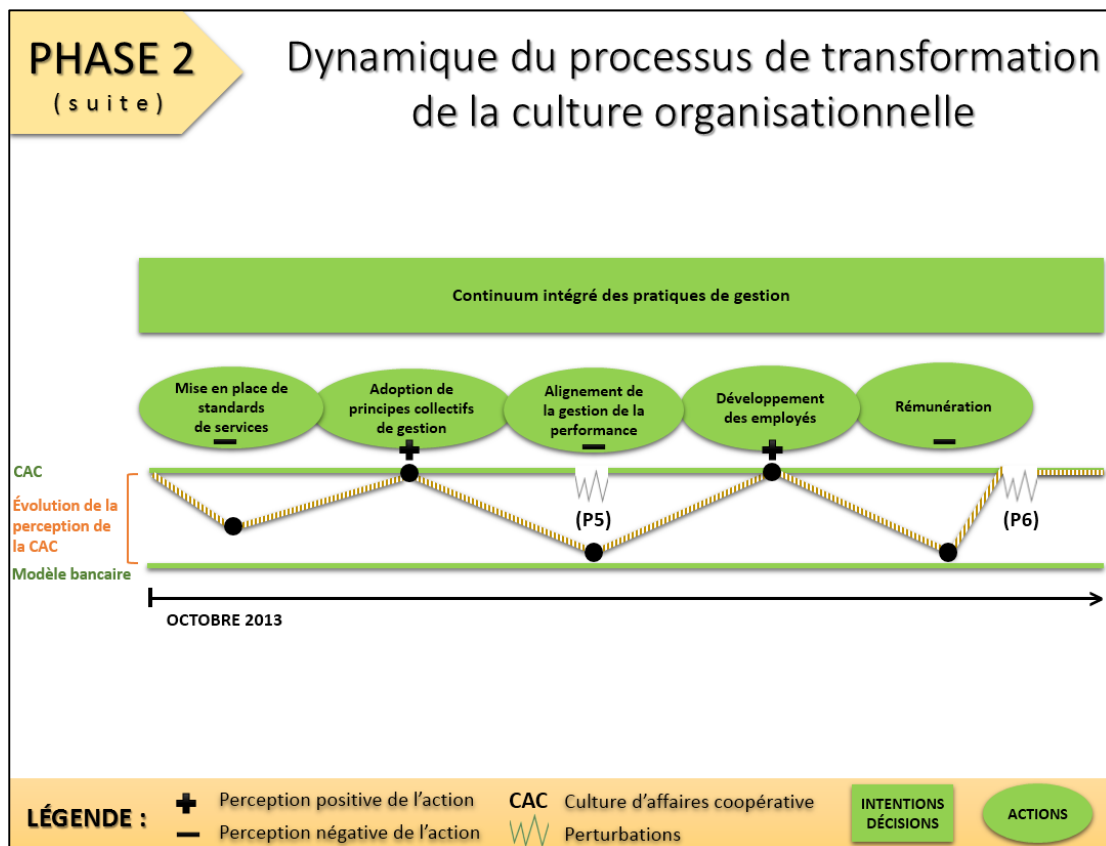 PHASE 2
(suite)
Dynamique du processus de transformation
de la culture organisationnelle
Continuum intégré des pratiques de gestion
Mise en place de
standards
de services
Adoption de
principes collectifs
de gestion
Alignement de
la gestion de la
performance
Développement
des employés
Rémunération
CAC
Évolution de la
perception de
la CAC
(P5)
(P6)
Modèle bancaire
OCTOBRE 2013
LÉGENDE :
+ Perception positive de l'action
− Perception négative de l'action
CAC Culture d'affaires coopérative
Perturbations
INTENTIONS
DÉCISIONS
ACTIONS